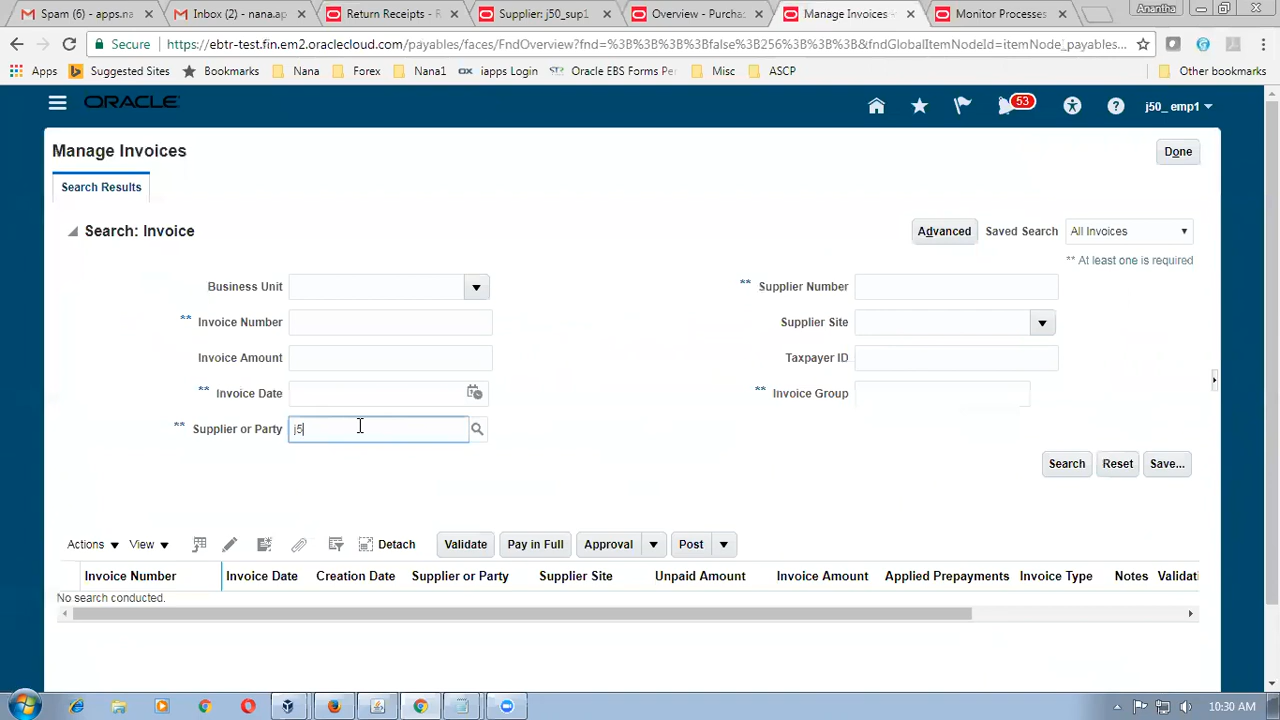 Spam (6) - apps.na
Inbox (2) - nana.ap
Return Receipts - R
Supplier: j50_sup1
Overview - Purcha
Manage Invoices -
Monitor Processes
Anantha
Secure
https://ebtr-test.fin.em2.oraclecloud.com/payables/faces/FndOverview?fnd=%3B%3B%3B%3Bfalse%3B256%3B%3B%3B&fndGlobalItemNodeId=itemNode_payables...
Apps
Suggested Sites
Bookmarks
Nana
Forex
Nana1
iapps Login
Oracle EBS Forms Per
Misc
ASCP
Other bookmarks
ORACLE
53
j50_emp1
Manage Invoices
Done
Search Results
Search: Invoice
Advanced
Saved Search
All Invoices
** At least one is required
Business Unit
** Invoice Number
Invoice Amount
** Invoice Date
** Supplier or Party
j5
** Supplier Number
Supplier Site
Taxpayer ID
** Invoice Group
Search
Reset
Save...
Actions
View
Detach
Validate
Pay in Full
Approval
Post
Invoice Number
Invoice Date
Creation Date
Supplier or Party
Supplier Site
Unpaid Amount
Invoice Amount
Applied Prepayments
Invoice Type
Notes
Validati
No search conducted.
10:30 AM